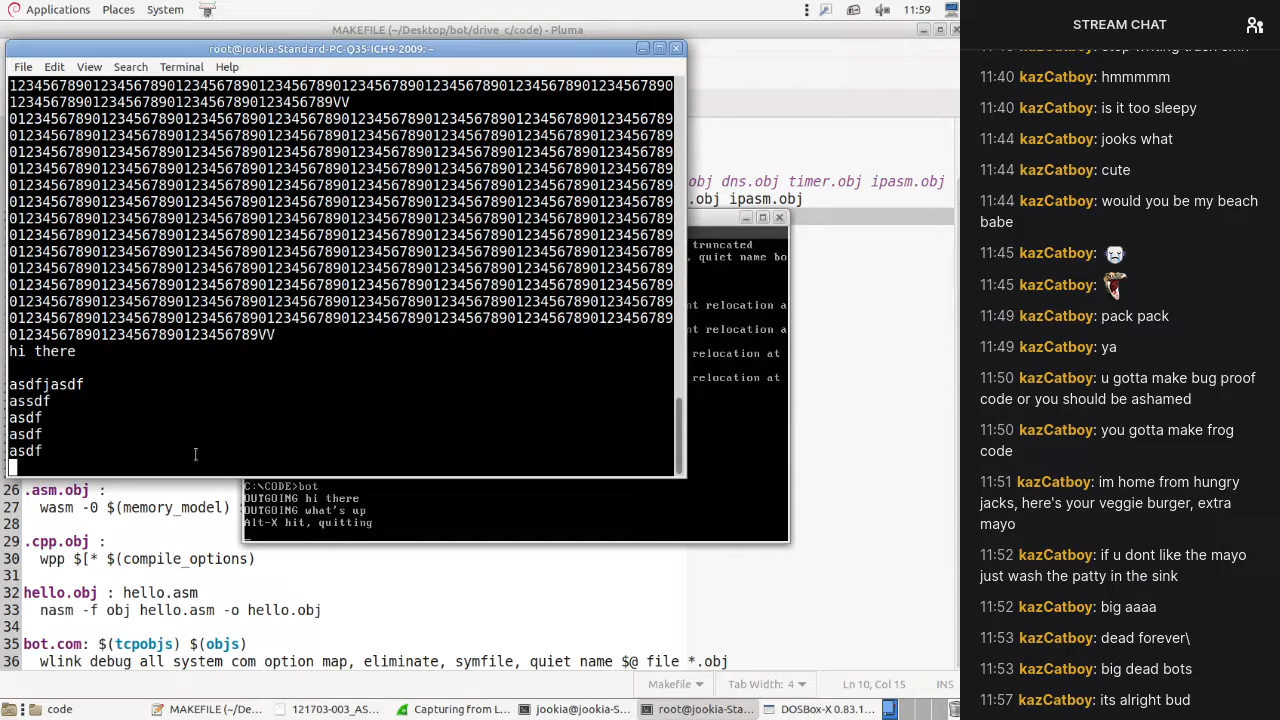 Applications Places System 11:59
MAKEFILE (~/Desktop/bot/drive_c/code) - Pluma
root@jookia-Standard-PC-Q35-ICH9-2009: ~
File Edit View Search Terminal Help
12345678901234567890123456789012345678901234567890123456789012345678901234567890
1234567890123456789012345678901234567 89VV
01234567890123456789012345678901234567890123456789012345678901234567890123456789
01234567890123456789012345678901234567890123456789012345678901234567890123456789
01234567890123456789012345678901234567890123456789012345678901234567890123456789
01234567890123456789012345678901234567890123456789012345678901234567890123456789
01234567890123456789012345678901234567890123456789012345678901234567890123456789
01234567890123456789012345678901234567890123456789012345678901234567890123456789
01234567890123456789012345678901234567890123456789012345678901234567890123456789
01234567890123456789012345678901234567890123456789012345678901234567890123456789
01234567890123456789012345678901234567890123456789012345678901234567890123456789
01234567890123456789012345678901234567890123456789012345678901234567890123456789
01234567890123456789012345678901234567890123456789012345678901234567890123456789
01234567890123456789012345678901234567890123456789012345678901234567890123456789
01234567890123456789012345678901234567890123456789012345678901234567890123456789
012345678901234567890123456789VV
hi there
asdfjasdf
assdf
asdf
asdf
asdf
obj dns.obj timer.obj ipasm.obj
.obj ipasm.obj
truncated
, quiet name bo
nt relocation a
nt relocation a
relocation at
relocation at
C:\CODE>bot
OUTGOING hi there
OUTGOING what's up
Alt-X hit, quitting
26 .asm.obj :
27 wasm -0 $(memory_model)
28
29 .cpp.obj :
30 wpp $[* $(compile_options)
31
32 hello.obj : hello.asm
33 nasm -f obj hello.asm -o hello.obj
34
35 bot.com: $(tcpobjs) $(objs)
36 wlink debug all system com option map, eliminate, symfile, quiet name $@ file *.obj
Makefile Tab Width: 4 Ln 10, Col 15 INS
code MAKEFILE (~/De... 121703-003_A5... Capturing from L... jookia@jookia-S... root@jookia-Sta... DOSBox-X 0.83.1...
STREAM CHAT
11:40 kazCatboy: hmmmmm
11:40 kazCatboy: is it too sleepy
11:44 kazCatboy: jooks what
11:44 kazCatboy: cute
11:44 kazCatboy: would you be my beach
babe
11:45 kazCatboy:
11:45 kazCatboy:
11:49 kazCatboy: pack pack
11:49 kazCatboy: ya
11:50 kazCatboy: u gotta make bug proof
code or you should be ashamed
11:50 kazCatboy: you gotta make frog
code
11:51 kazCatboy: im home from hungry
jacks, here's your veggie burger, extra
mayo
11:52 kazCatboy: if u dont like the mayo
just wash the patty in the sink
11:52 kazCatboy: big aaaa
11:53 kazCatboy: dead forever\
11:53 kazCatboy: big dead bots
11:57 kazCatboy: its alright bud